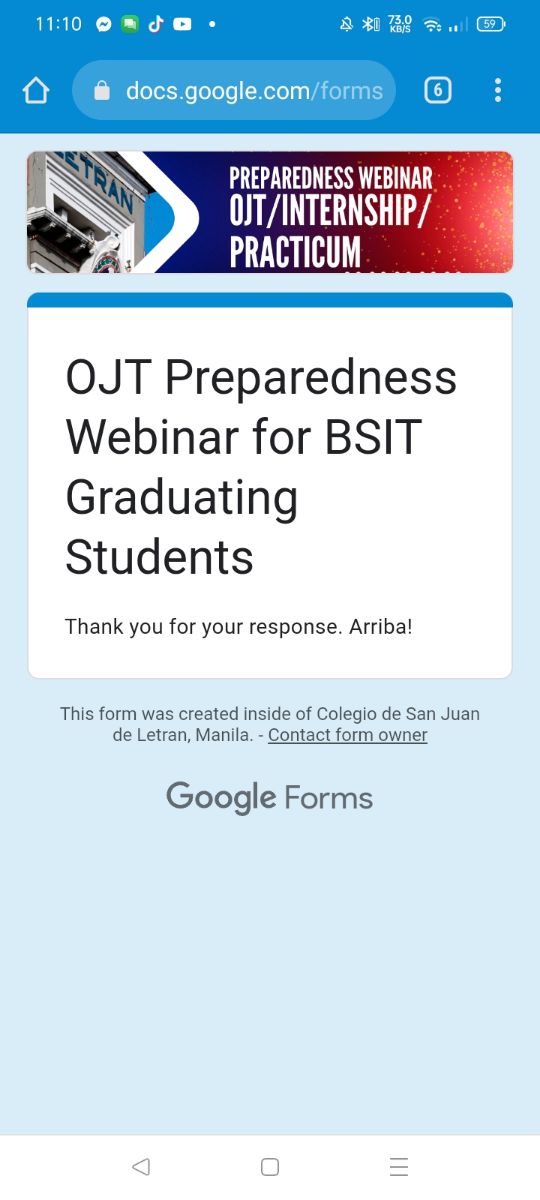 11:10
73.0
KB/S
59
docs.google.com/forms
6
LETRAN
PREPAREDNESS WEBINAR
OJT/INTERNSHIP/
PRACTICUM
OJT Preparedness
Webinar for BSIT
Graduating
Students
Thank you for your response. Arriba!
This form was created inside of Colegio de San Juan
de Letran, Manila. - Contact form owner
Google Forms